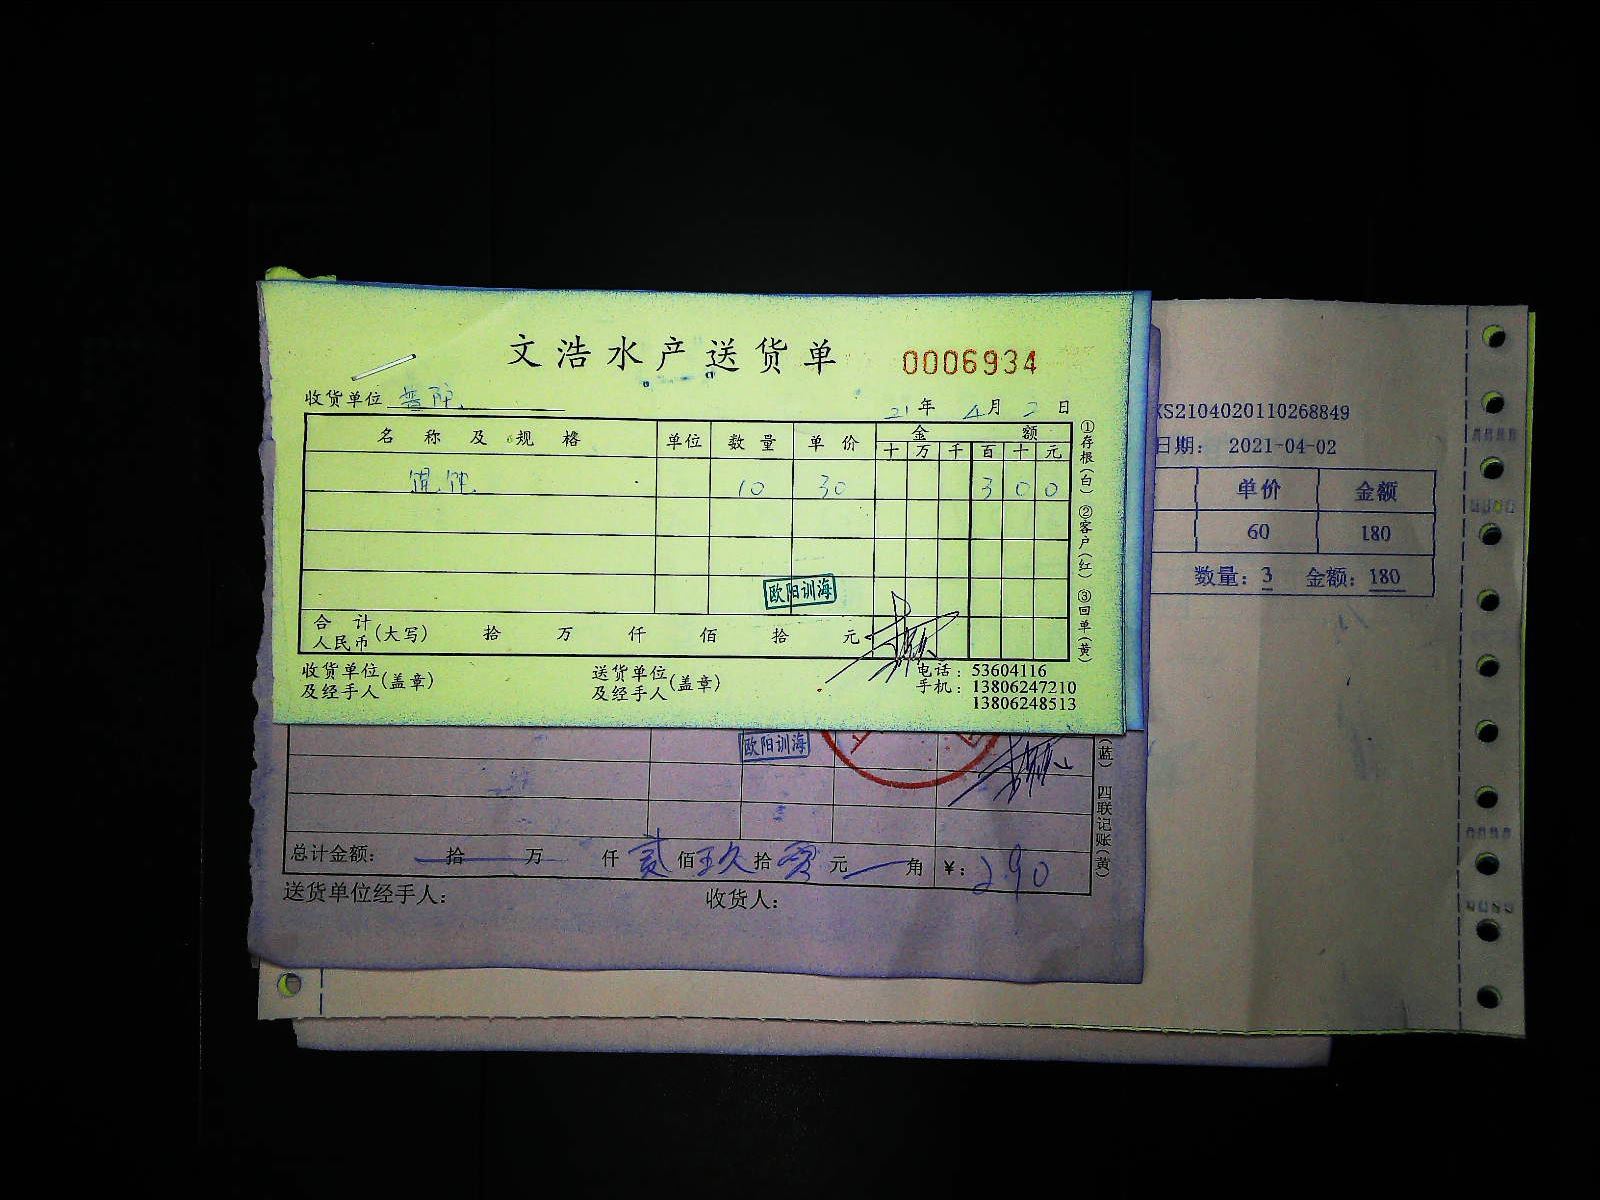 文浩水产送货单 0006934
收货单位
21年 4月 2日
名称及规格 单位 数量 单价 金额
十 万 千 百 十 元
10 30 3 0 0
欧阳训海
合计人民币(大写) 拾 万 仟 佰 拾 元
收货单位及经手人(盖章) 送货单位及经手人(盖章) 电话：53604116
手机：13806247210
13806248513
①存根(白) ②客户(红) ③回单(黄)
XS2104020110268849
日期： 2021-04-02
单价 金额
60 180
数量：3 金额：180
欧阳训海
(蓝) 四联记账(黄)
总计金额： 拾 万 仟 贰佰玖拾零元 角 ￥：290
送货单位经手人： 收货人：